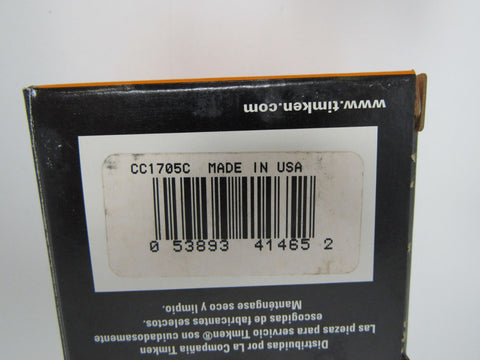 www.timken.com
CC1705C MADE IN USA
0 53893 41465 2
Distribuidas por La Compañia Timken
Las piezas para servicio Timken® son cuidadosamente
escogidas de fabricantes selectos.
Manténgase seco y limpio.